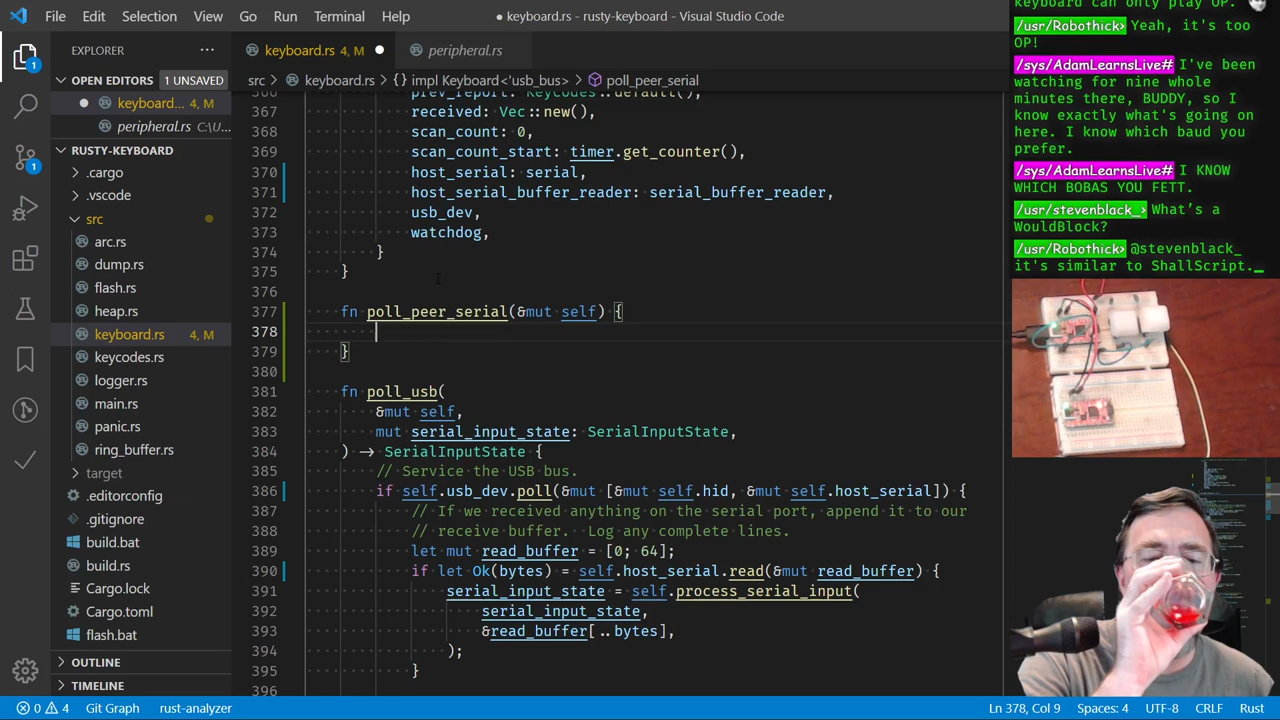 File Edit Selection View Go Run Terminal Help
● keyboard.rs - rusty-keyboard - Visual Studio Code
EXPLORER ···
OPEN EDITORS 1 UNSAVED
● keyboard... 4, M
peripheral.rs C:\U...
RUSTY-KEYBOARD
.cargo
.vscode
src
arc.rs
dump.rs
flash.rs
heap.rs
keyboard.rs 4, M
keycodes.rs
logger.rs
main.rs
panic.rs
ring_buffer.rs
target
.editorconfig
.gitignore
build.bat
build.rs
Cargo.lock
Cargo.toml
flash.bat
OUTLINE
TIMELINE
keyboard.rs 4, M ●
peripheral.rs
src > keyboard.rs > {} impl Keyboard<'usb_bus> > poll_peer_serial
366 prev_report: KeyCodes::default(),
367 received: Vec::new(),
368 scan_count: 0,
369 scan_count_start: timer.get_counter(),
370 host_serial: serial,
371 host_serial_buffer_reader: serial_buffer_reader,
372 usb_dev,
373 watchdog,
374 }
375 }
376
377 fn poll_peer_serial(&mut self) {
378
379 }
380
381 fn poll_usb(
382 &mut self,
383 mut serial_input_state: SerialInputState,
384 ) -> SerialInputState {
385 // Service the USB bus.
386 if self.usb_dev.poll(&mut [&mut self.hid, &mut self.host_serial]) {
387 // If we received anything on the serial port, append it to our
388 // receive buffer. Log any complete lines.
389 let mut read_buffer = [0; 64];
390 if let Ok(bytes) = self.host_serial.read(&mut read_buffer) {
391 serial_input_state = self.process_serial_input(
392 serial_input_state,
393 &read_buffer[..bytes],
394 );
395 }
396
keyboard can only play OP.
/usr/Robothick> Yeah, it's too
OP!
/sys/AdamLearnsLive# I've been
watching for nine whole
minutes there, BUDDY, so I
know exactly what's going on
here. I know which baud you
prefer.
/sys/AdamLearnsLive# I KNOW
WHICH BOBAS YOU FETT.
/usr/stevenblack_> What's a
WouldBlock?
/usr/Robothick> @stevenblack_
it's similar to ShallScript._
0 4 Git Graph rust-analyzer
Ln 378, Col 9 Spaces: 4 UTF-8 CRLF Rust
1
1